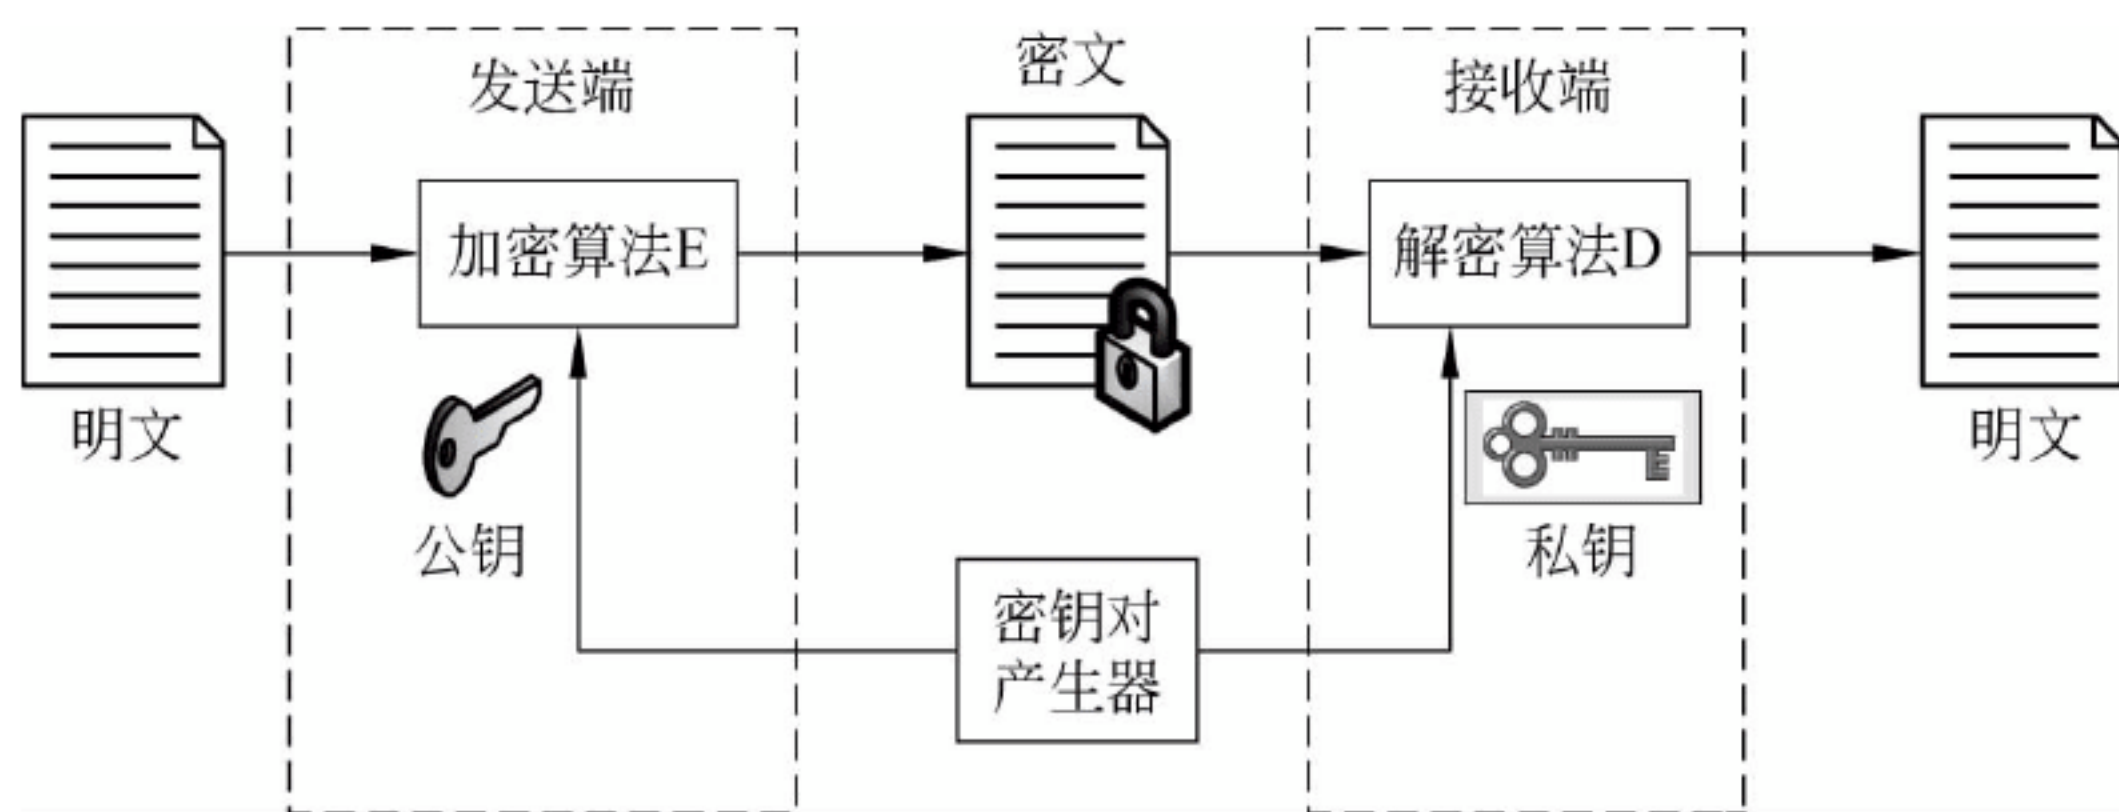 发送端
密文
接收端
加密算法E
解密算法D
明文
明文
公钥
私钥
密钥对
产生器